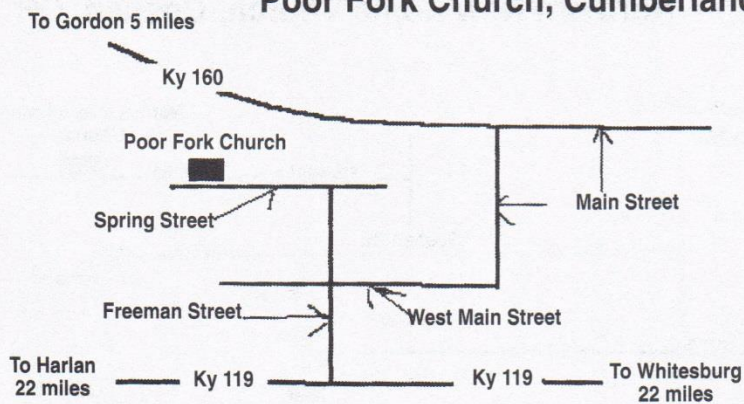 Poor Fork Church, Cumberland
To Gordon 5 miles
Ky 160
Poor Fork Church
Main Street
Spring Street
Freeman Street
West Main Street
To Harlan
22 miles
Ky 119
Ky 119
To Whitesburg
22 miles